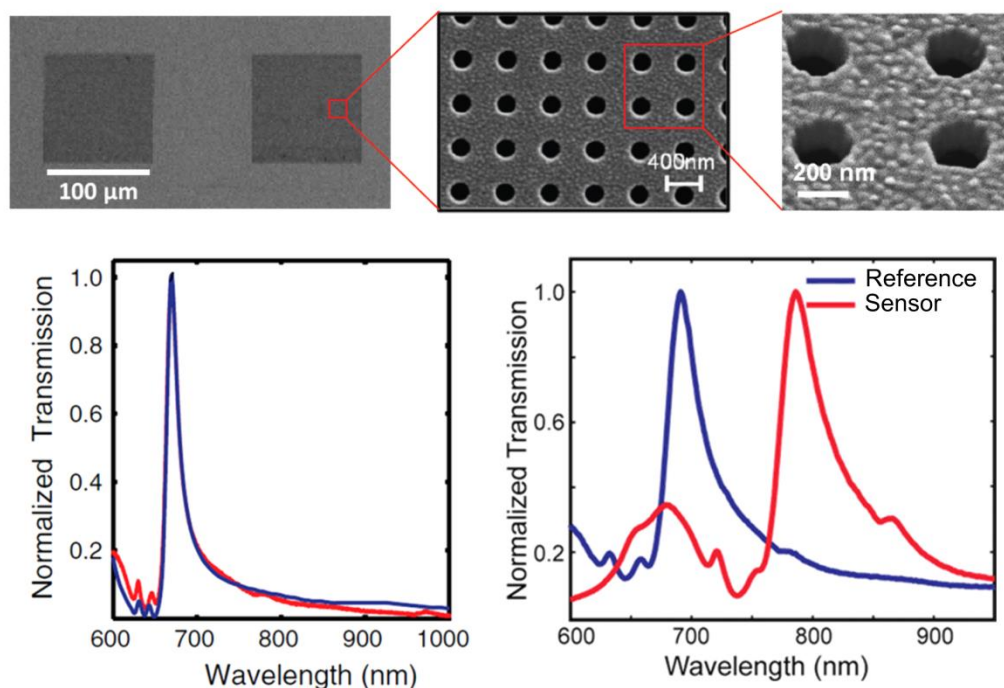 100 μm
400nm
200 nm
1.0
0.8
0.6
0.4
0.2
600
700
800
900
1000
Normalized Transmission
Wavelength (nm)
Reference
Sensor
1.0
0.6
0.2
600
700
800
900
Normalized Transmission
Wavelength (nm)